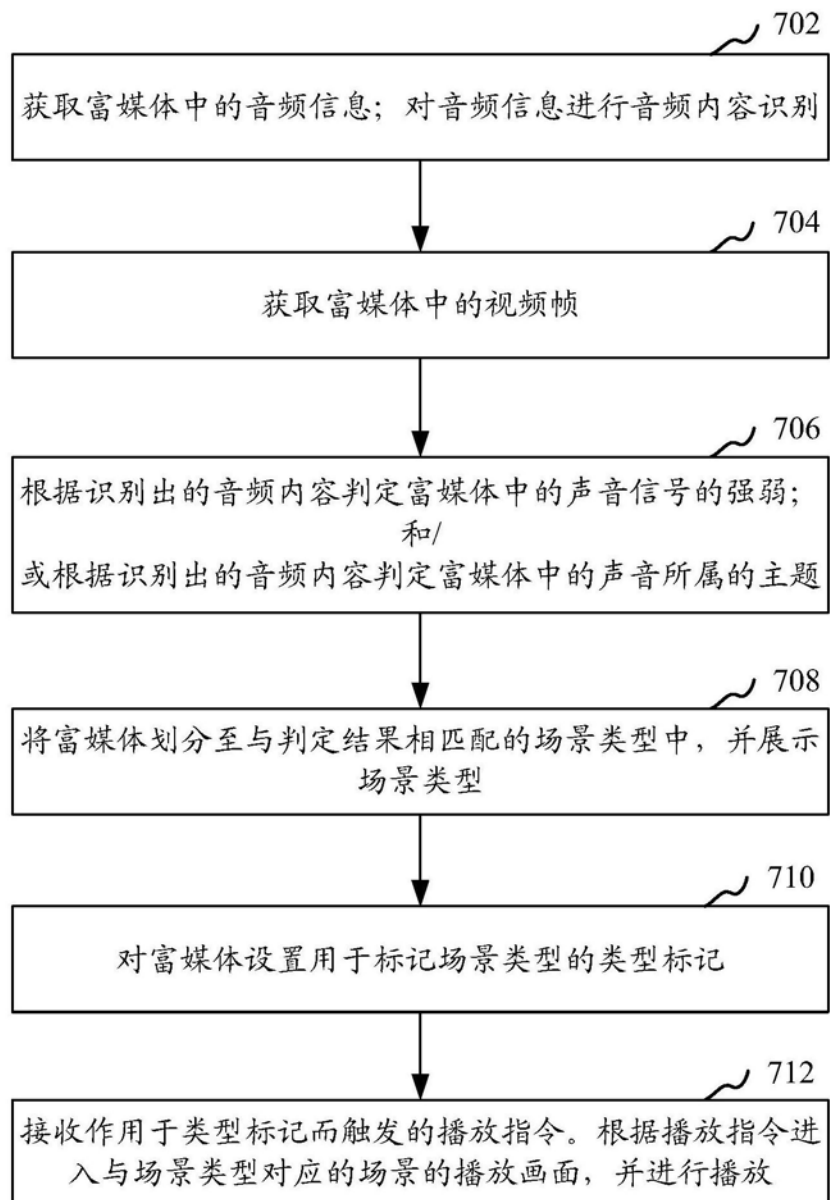 702
获取富媒体中的音频信息；对音频信息进行音频内容识别
704
获取富媒体中的视频帧
706
根据识别出的音频内容判定富媒体中的声音信号的强弱；
和/
或根据识别出的音频内容判定富媒体中的声音所属的主题
708
将富媒体划分至与判定结果相匹配的场景类型中，并展示
场景类型
710
对富媒体设置用于标记场景类型的类型标记
712
接收作用于类型标记而触发的播放指令。根据播放指令进
入与场景类型对应的场景的播放画面，并进行播放